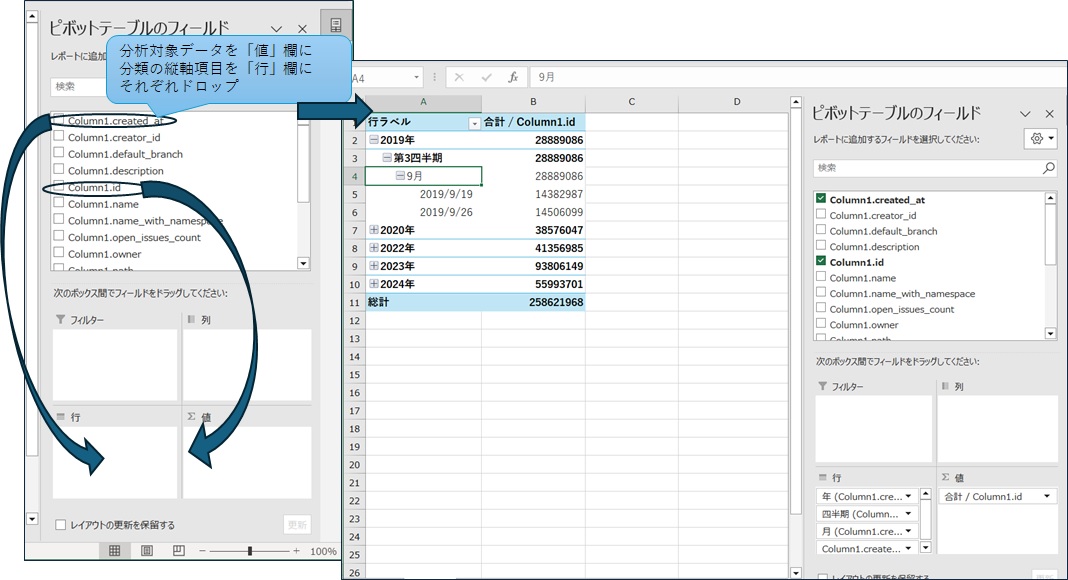 ピボットテーブルのフィールド
レポートに追加
分析対象データを「値」欄に
分類の縦軸項目を「行」欄に
それぞれドロップ
検索
Column1.created_at
Column1.creator_id
Column1.default_branch
Column1.description
Column1.id
Column1.name
Column1.name_with_namespace
Column1.open_issues_count
Column1.owner
Column1.path
次のボックス間でフィールドをドラッグしてください:
フィルター
列
行
Σ 値
レイアウトの更新を保留する
更新
100%
A4
fx
9月
A B C D
行ラベル 合計 / Column1.id
2 2019年 28889086
3 第3四半期 28889086
4 9月 28889086
5 2019/9/19 14382987
6 2019/9/26 14506099
7 2020年 38576047
8 2022年 41356985
9 2023年 93806149
10 2024年 55993701
11 総計 258621968
12
13
14
15
16
17
18
19
20
21
22
23
24
25
26
ピボットテーブルのフィールド
レポートに追加するフィールドを選択してください:
検索
Column1.created_at
Column1.creator_id
Column1.default_branch
Column1.description
Column1.id
Column1.name
Column1.name_with_namespace
Column1.open_issues_count
Column1.owner
Column1.path
次のボックス間でフィールドをドラッグしてください:
フィルター
列
行
Σ 値
年 (Column1.cre...
合計 / Column1.id
四半期 (Column...
月 (Column1.cre...
Column1.create...
レイアウトの更新を保留する
更新